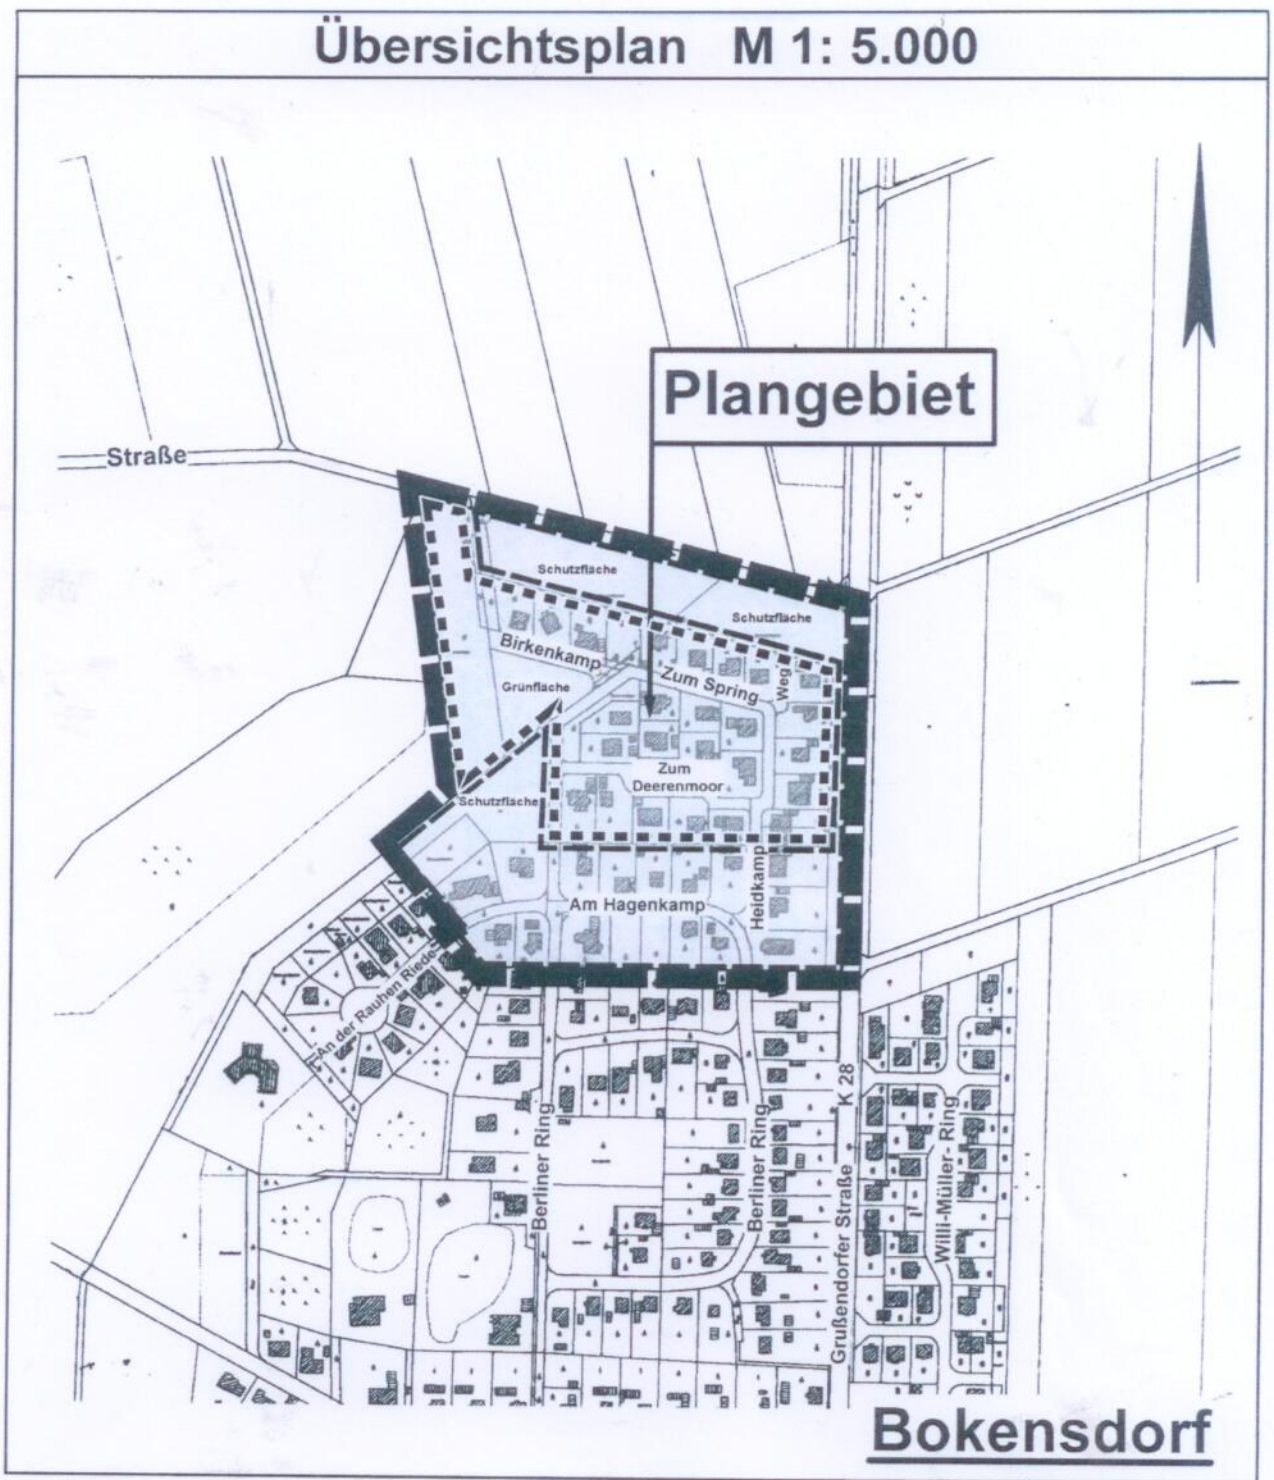 Übersichtsplan M 1: 5.000
Plangebiet
Straße
Schutzfläche
Schutzfläche
Birkenkamp
Zum Spring
Weg
Grünfläche
Zum
Deerenmoor
Schutzfläche
Heidkamp
Am Hagenkamp
An der Rauhen Riede
Berliner Ring
Berliner Ring
Grußendorfer Straße K 28
Willi-Müller-Ring
Bokensdorf